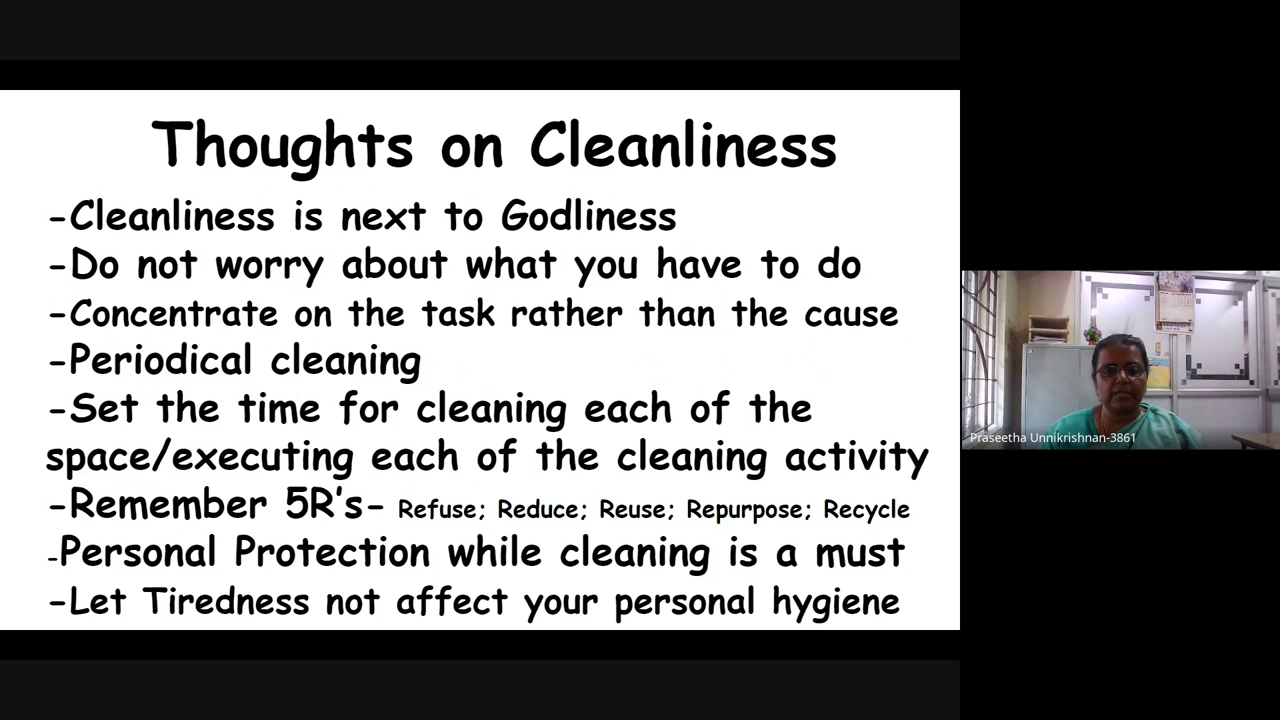 Thoughts on Cleanliness
-Cleanliness is next to Godliness
-Do not worry about what you have to do
-Concentrate on the task rather than the cause
-Periodical cleaning
-Set the time for cleaning each of the
space/executing each of the cleaning activity
-Remember 5R's- Refuse; Reduce; Reuse; Repurpose; Recycle
-Personal Protection while cleaning is a must
-Let Tiredness not affect your personal hygiene
Praseetha Unnikrishnan-3861